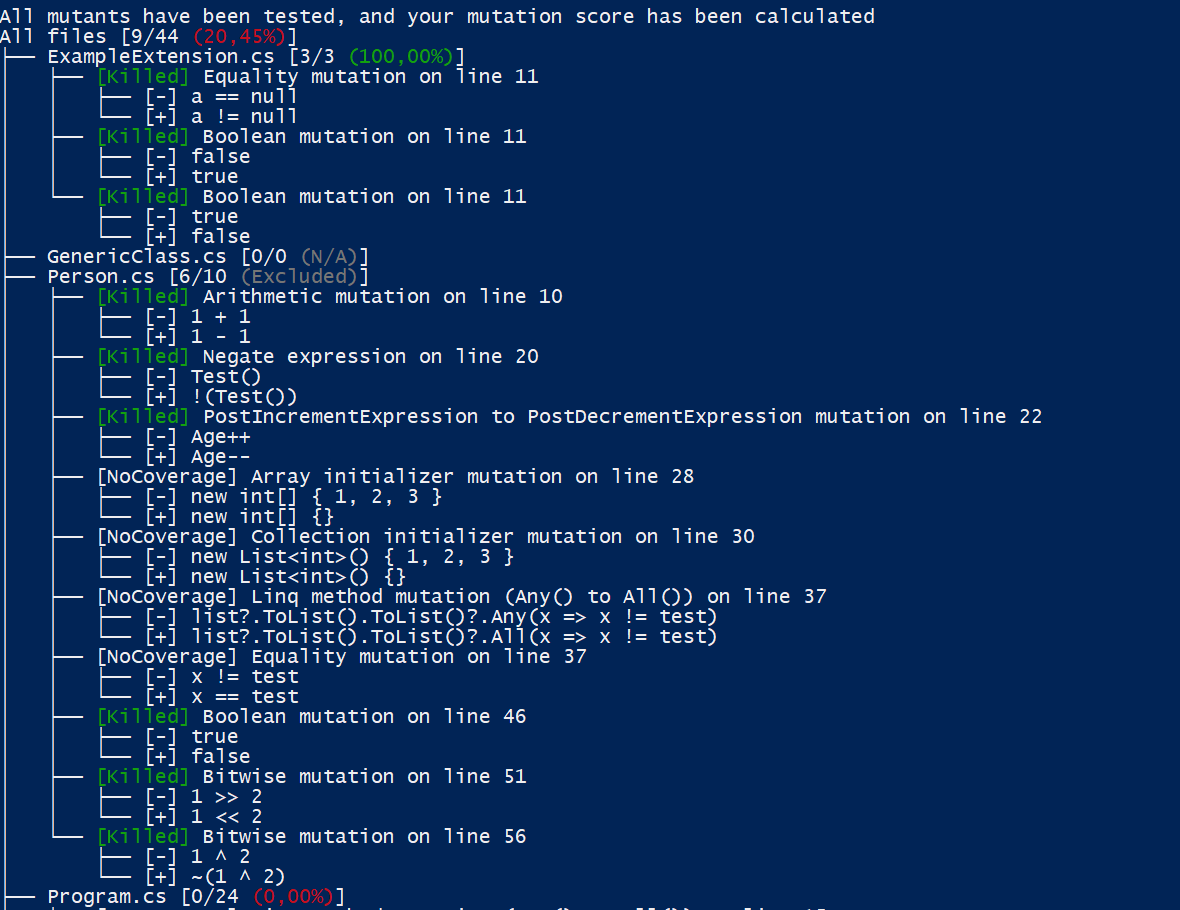 All mutants have been tested, and your mutation score has been calculated
All files [9/44 (20,45%)]
├── ExampleExtension.cs [3/3 (100,00%)]
│   ├── [Killed] Equality mutation on line 11
│   │   ├── [-] a == null
│   │   └── [+] a != null
│   ├── [Killed] Boolean mutation on line 11
│   │   ├── [-] false
│   │   └── [+] true
│   └── [Killed] Boolean mutation on line 11
│       ├── [-] true
│       └── [+] false
├── GenericClass.cs [0/0 (N/A)]
├── Person.cs [6/10 (Excluded)]
│   ├── [Killed] Arithmetic mutation on line 10
│   │   ├── [-] 1 + 1
│   │   └── [+] 1 - 1
│   ├── [Killed] Negate expression on line 20
│   │   ├── [-] Test()
│   │   └── [+] !(Test())
│   ├── [Killed] PostIncrementExpression to PostDecrementExpression mutation on line 22
│   │   ├── [-] Age++
│   │   └── [+] Age--
│   ├── [NoCoverage] Array initializer mutation on line 28
│   │   ├── [-] new int[] { 1, 2, 3 }
│   │   └── [+] new int[] {}
│   ├── [NoCoverage] Collection initializer mutation on line 30
│   │   ├── [-] new List<int>() { 1, 2, 3 }
│   │   └── [+] new List<int>() {}
│   ├── [NoCoverage] Linq method mutation (Any() to All()) on line 37
│   │   ├── [-] list?.ToList().ToList()?.Any(x => x != test)
│   │   └── [+] list?.ToList().ToList()?.All(x => x != test)
│   ├── [NoCoverage] Equality mutation on line 37
│   │   ├── [-] x != test
│   │   └── [+] x == test
│   ├── [Killed] Boolean mutation on line 46
│   │   ├── [-] true
│   │   └── [+] false
│   ├── [Killed] Bitwise mutation on line 51
│   │   ├── [-] 1 >> 2
│   │   └── [+] 1 << 2
│   └── [Killed] Bitwise mutation on line 56
│       ├── [-] 1 ^ 2
│       └── [+] ~(1 ^ 2)
├── Program.cs [0/24 (0,00%)]